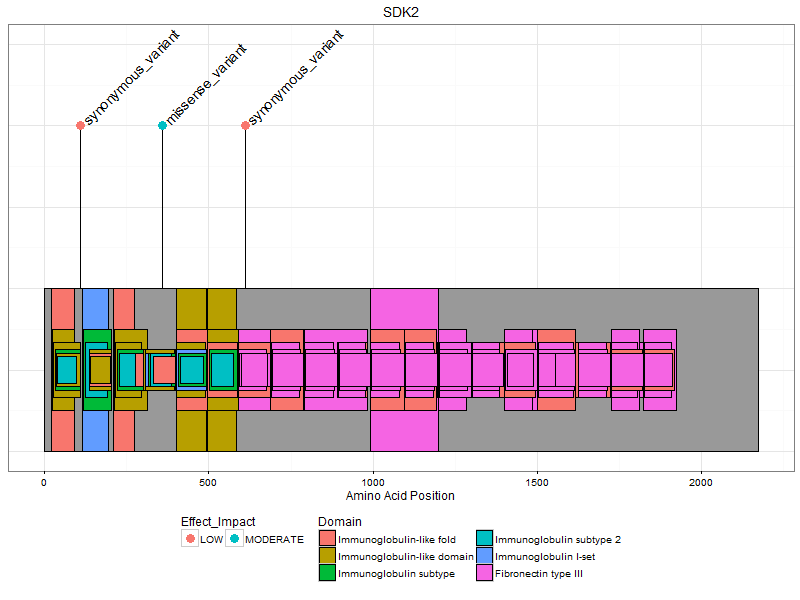 SDK2
synonymous_variant
missense_variant
synonymous_variant
0
500
1000
1500
2000
Amino Acid Position
Effect_Impact
LOW
MODERATE
Domain
Immunoglobulin-like fold
Immunoglobulin-like domain
Immunoglobulin subtype
Immunoglobulin subtype 2
Immunoglobulin I-set
Fibronectin type III